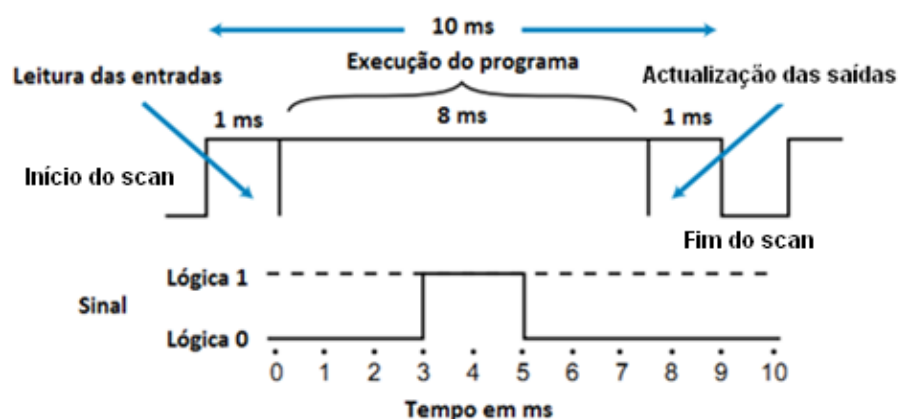 10 ms
Execução do programa
Leitura das entradas
Actualização das saídas
1 ms
8 ms
1 ms
Início do scan
Fim do scan
Lógica 1
Sinal
Lógica 0
0 1 2 3 4 5 6 7 8 9 10
Tempo em ms